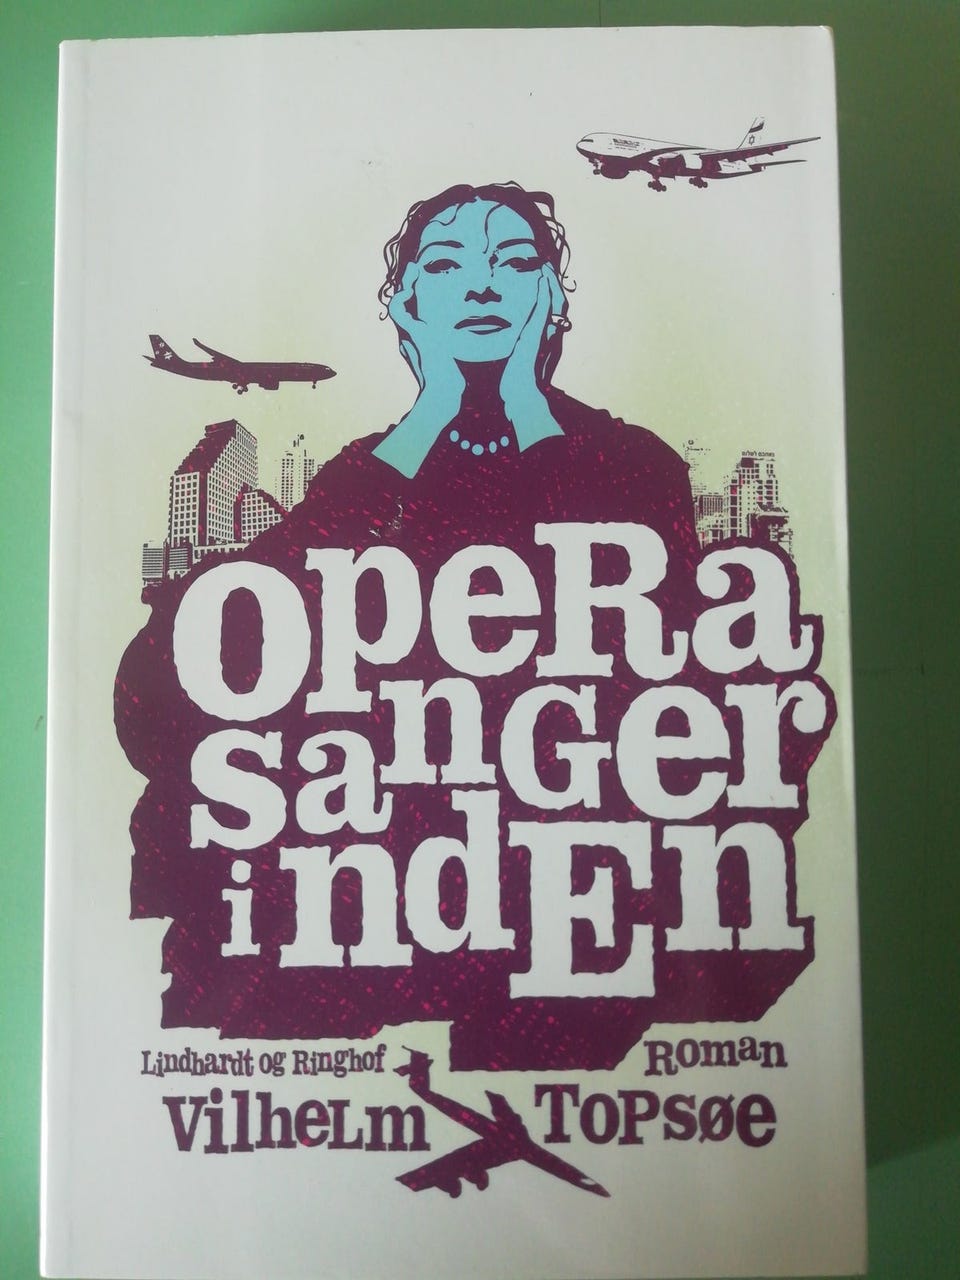 OpeRa
sanGer
indEn
Lindhardt og Ringhof
Roman
VilheLm
ToPsøe